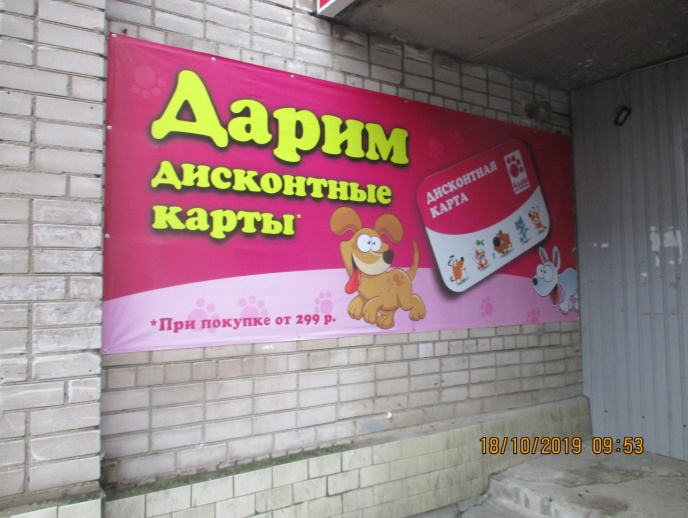 Дарим
дисконтные
карты*
ДИСКОНТНАЯ
КАРТА
*При покупке от 299 р.
18/10/2019 09:53